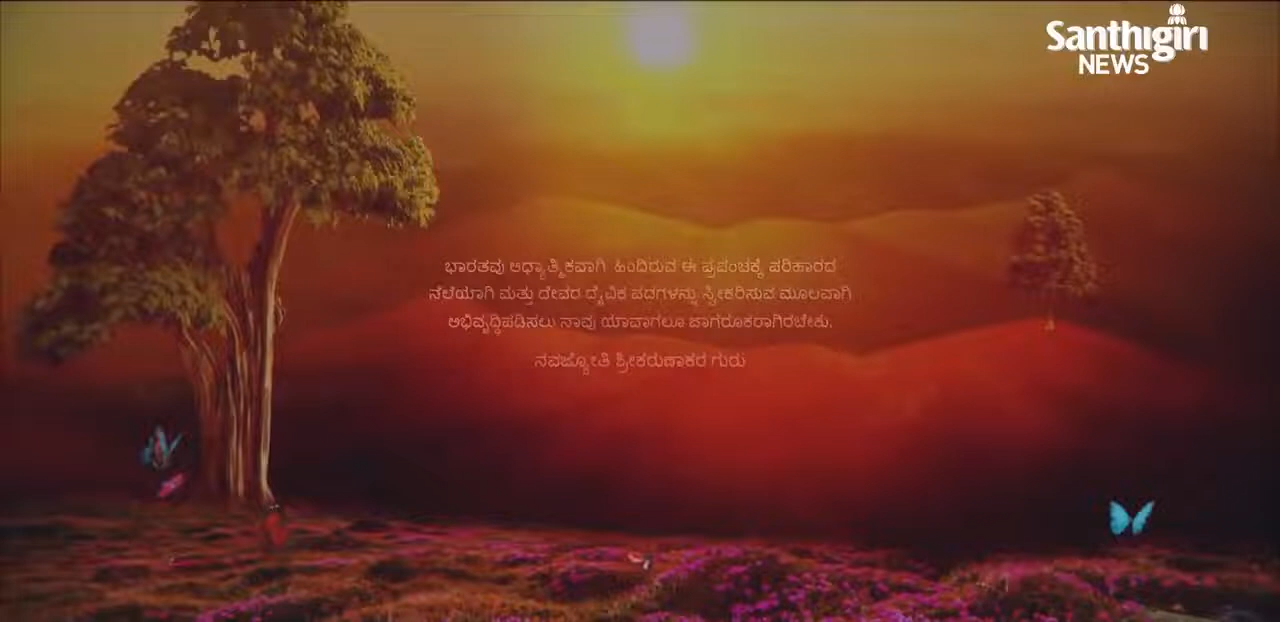 Santhigiri
NEWS
ಭಾರತವು ಆಧ್ಯಾತ್ಮಿಕವಾಗಿ ಹಿಂದಿರುವ ಈ ಪ್ರಪಂಚಕ್ಕೆ ಪರಿಹಾರದ
ನೆಲೆಯಾಗಿ ಮತ್ತು ದೇವರ ದೈವಿಕ ಪದಗಳನ್ನು ಸ್ವೀಕರಿಸುವ ಮೂಲವಾಗಿ
ಅಭಿವೃದ್ಧಿಪಡಿಸಲು ನಾವು ಯಾವಾಗಲೂ ಜಾಗರೂಕರಾಗಿರಬೇಕು.
ನವಜ್ಯೋತಿ ಶ್ರೀಕರುಣಾಕರ ಗುರು